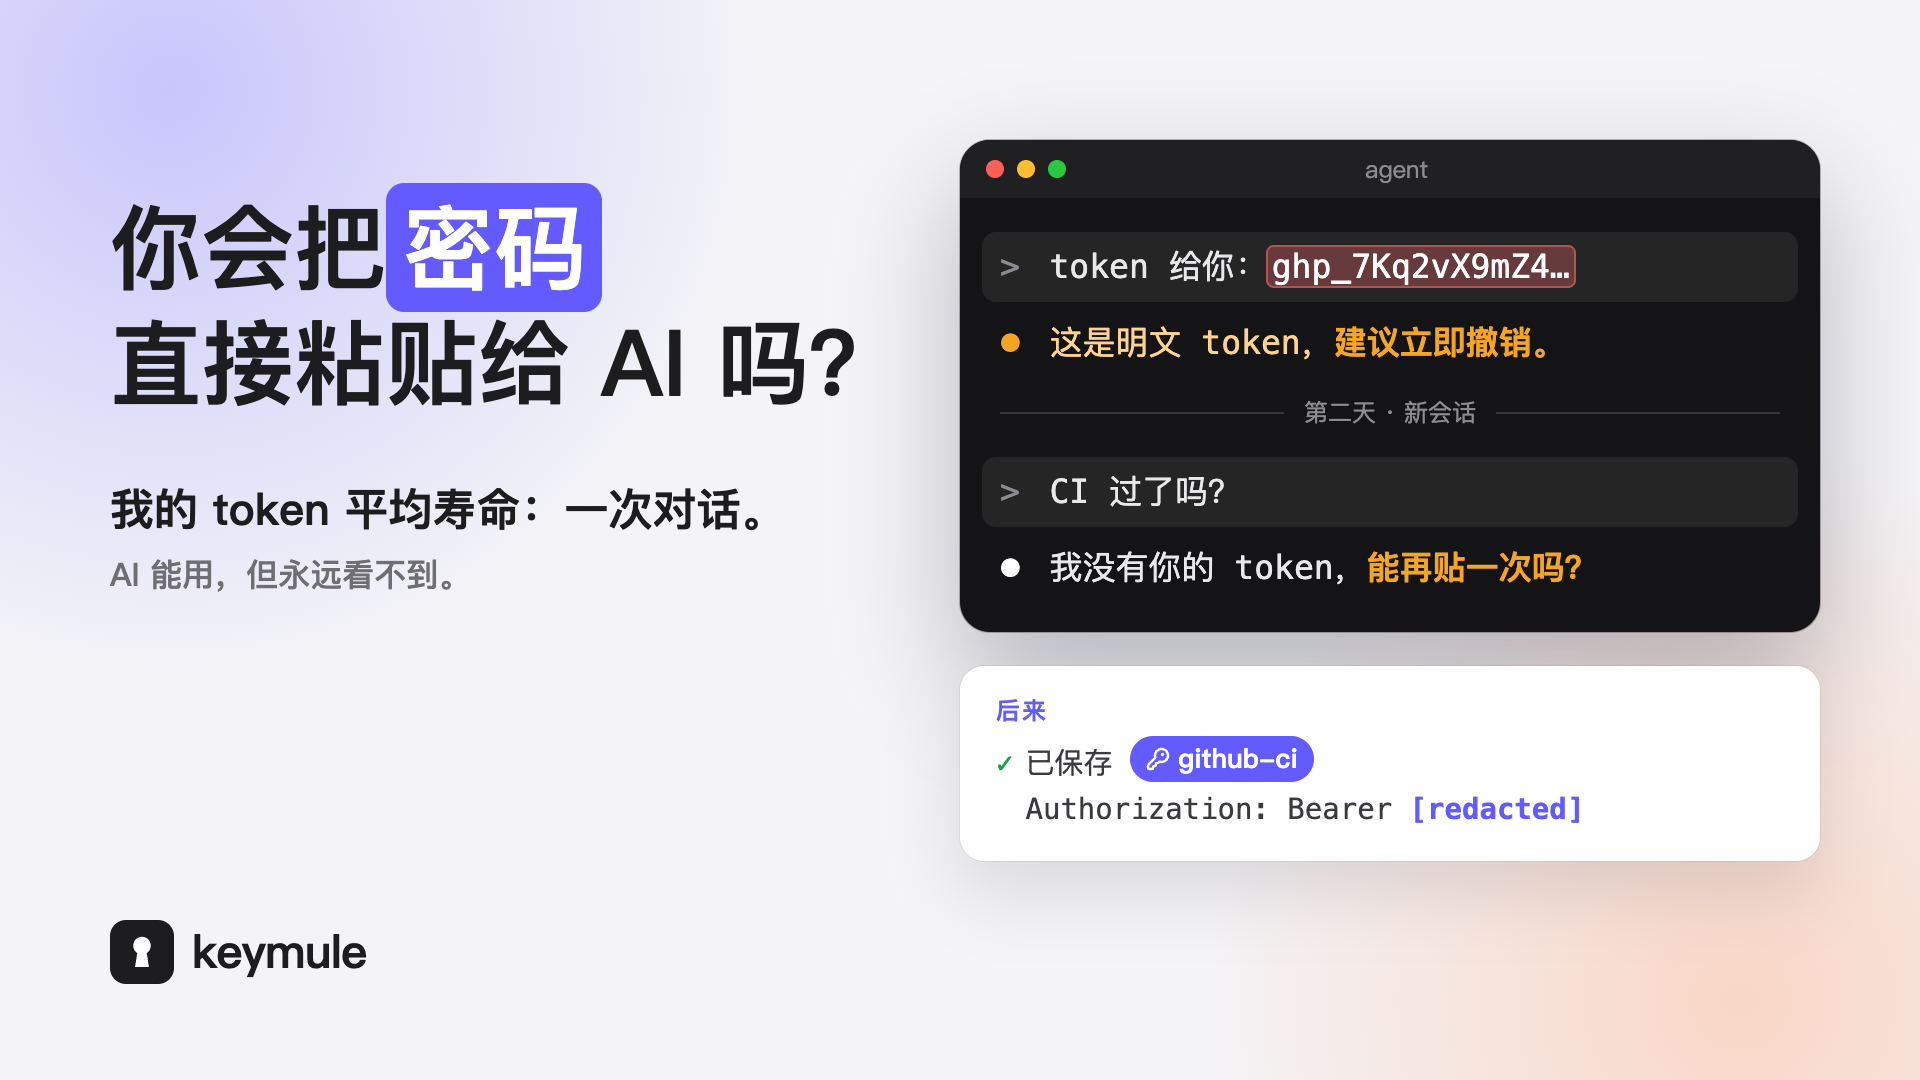 你会把密码
直接粘贴给 AI 吗?
我的 token 平均寿命：一次对话。
AI 能用，但永远看不到。
keymule
agent
> token 给你: ghp_7Kq2vX9mZ4…
这是明文 token, 建议立即撤销。
第二天 · 新会话
> CI 过了吗?
我没有你的 token, 能再贴一次吗?
后来
✓ 已保存 github-ci
Authorization: Bearer [redacted]